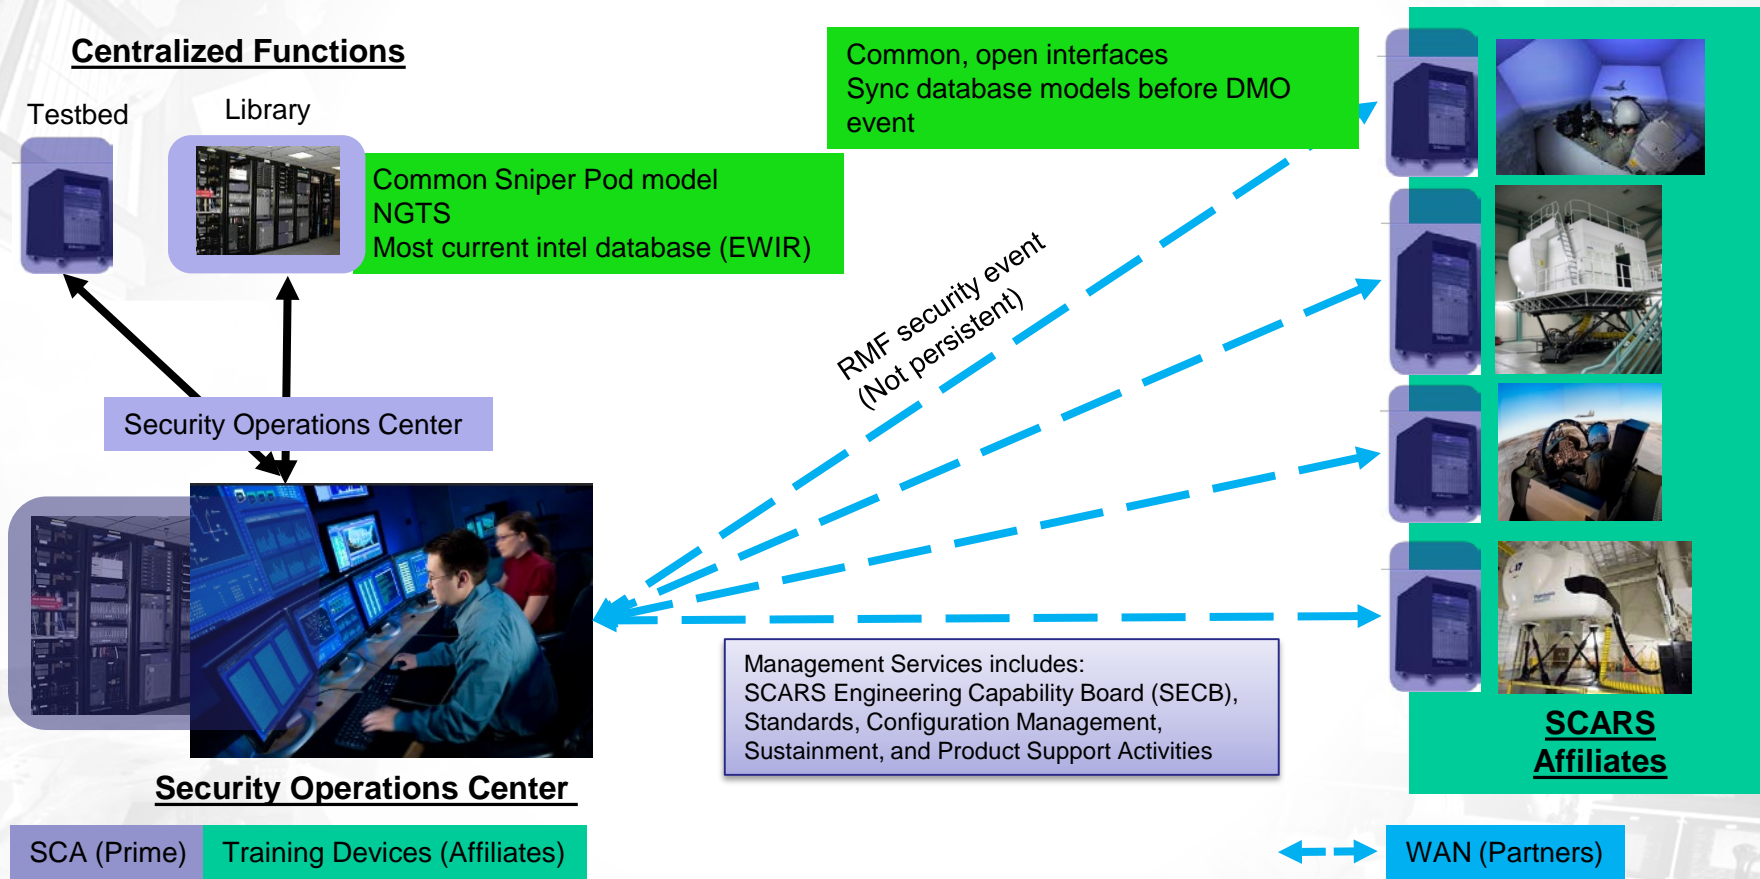 Centralized Functions
Testbed
Library
Common Sniper Pod model
NGTS
Most current intel database (EWIR)
Common, open interfaces
Sync database models before DMO
event
RMF security event
(Not persistent)
Security Operations Center
Management Services includes:
SCARS Engineering Capability Board (SECB),
Standards, Configuration Management,
Sustainment, and Product Support Activities
SCARS
Affiliates
Security Operations Center
SCA (Prime)
Training Devices (Affiliates)
WAN (Partners)